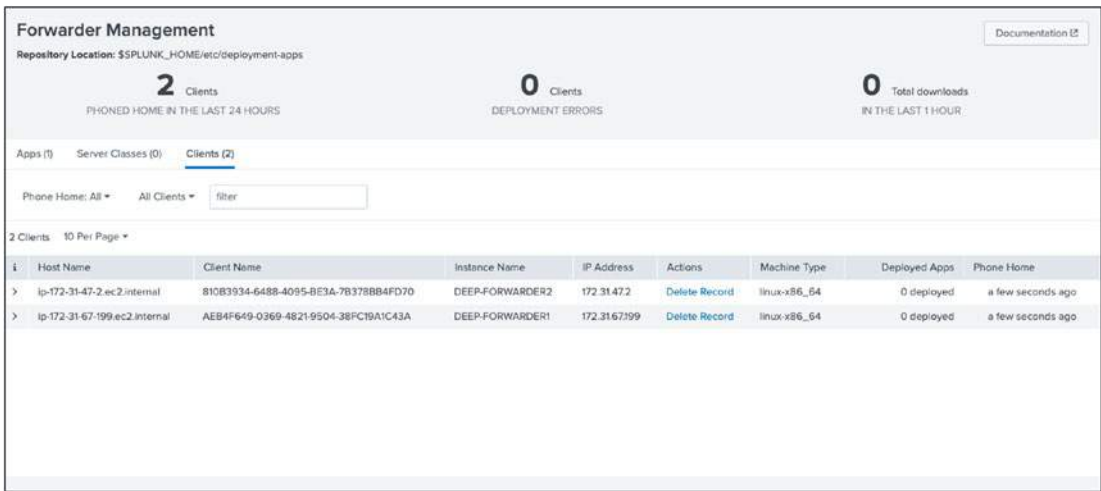 Forwarder Management
Documentation
Repository Location: $SPLUNK_HOME/etc/deployment-apps
2 Clients
PHONED HOME IN THE LAST 24 HOURS
0 Clients
DEPLOYMENT ERRORS
0 Total downloads
IN THE LAST 1 HOUR
Apps (1) Server Classes (0) Clients (2)
Phone Home: All All Clients filter
2 Clients 10 Per Page
i Host Name Client Name Instance Name IP Address Actions Machine Type Deployed Apps Phone Home
> ip-172-31-47-2.ec2.internal 810B3934-6488-4095-BE3A-7B378BB4FD70 DEEP-FORWARDER2 172.31.47.2 Delete Record linux-x86_64 0 deployed a few seconds ago
> ip-172-31-67-199.ec2.internal AEB4F649-0369-4821-9504-38FC19A1C43A DEEP-FORWARDER1 172.31.67.199 Delete Record linux-x86_64 0 deployed a few seconds ago